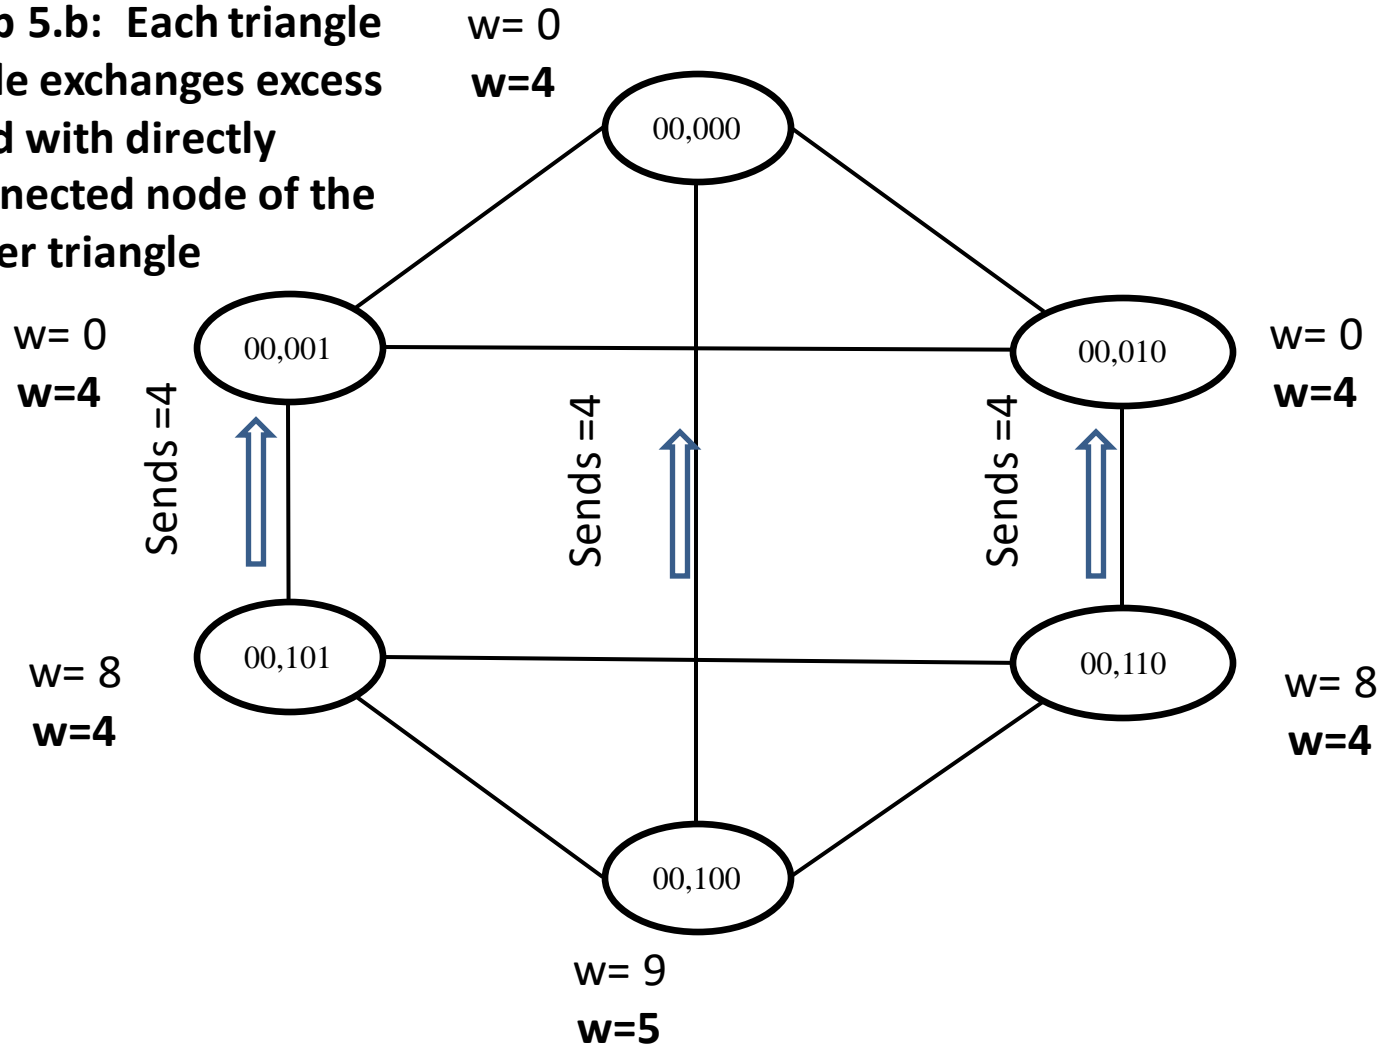 p 5.b: Each triangle
le exchanges excess
d with directly
nected node of the
er triangle
w= 0
w=4
00,000
w= 0
w=4
00,001
00,010
w= 0
w=4
Sends =4
Sends =4
Sends =4
w= 8
w=4
00,101
00,110
w= 8
w=4
00,100
w= 9
w=5